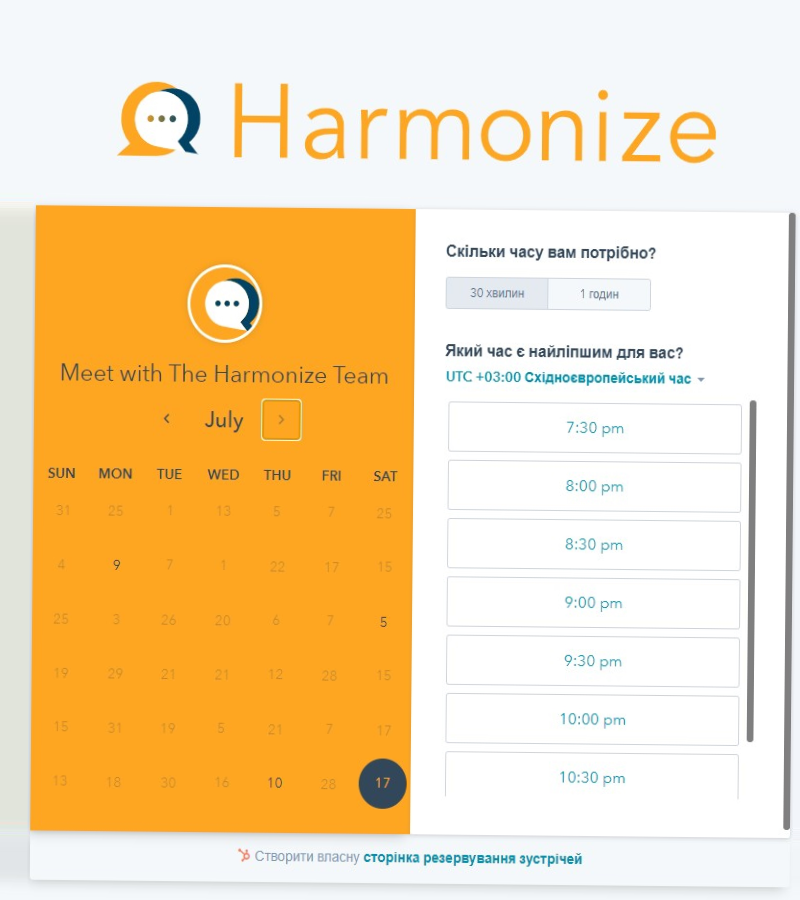 Harmonize
Meet with The Harmonize Team
July
SUN MON TUE WED THU FRI SAT
31 25 1 13 5 7 25
4 9 7 1 22 17 15
25 3 26 20 6 7 5
19 29 21 21 12 28 15
15 31 19 5 21 7 17
13 18 30 16 10 28 17
Скільки часу вам потрібно?
30 хвилин 1 годин
Який час є найліпшим для вас?
UTC +03:00 Східноєвропейський час
7:30 pm
8:00 pm
8:30 pm
9:00 pm
9:30 pm
10:00 pm
10:30 pm
Створити власну сторінка резервування зустрічей